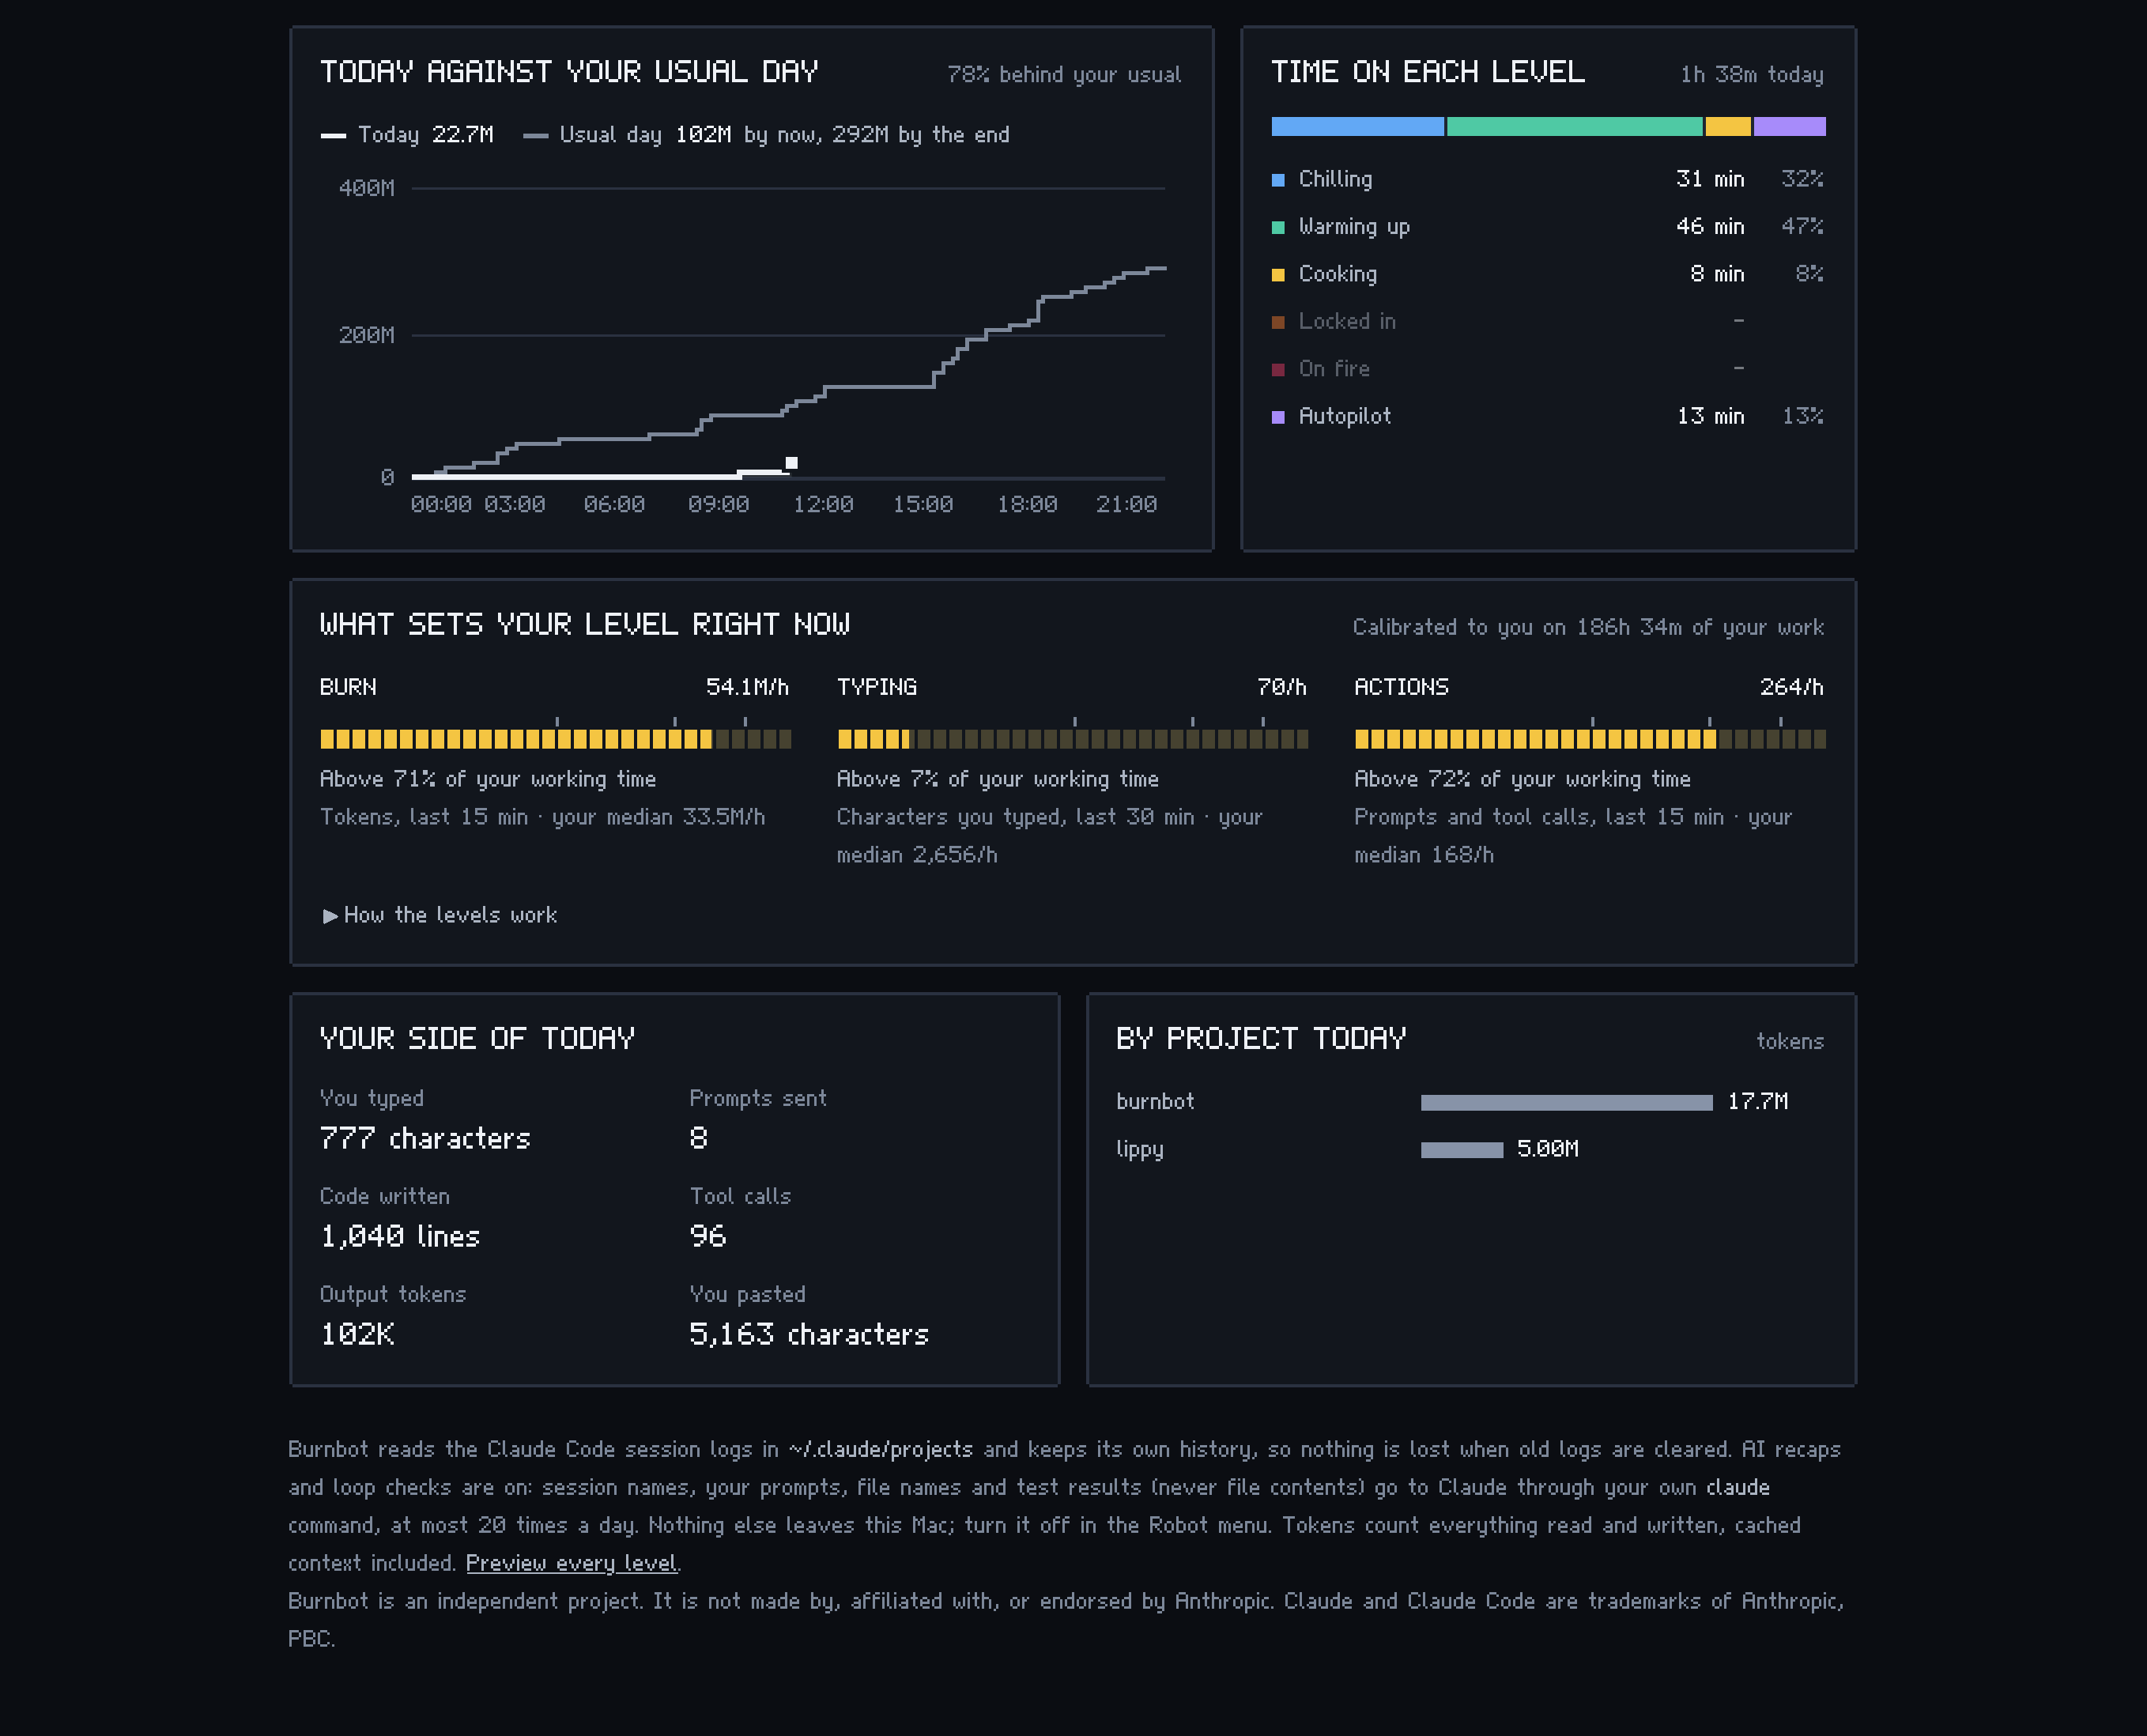 TODAY AGAINST YOUR USUAL DAY
78% behind your usual
Today 22.7M
Usual day 102M by now, 292M by the end
400M
200M
0
00:00 03:00 06:00 09:00 12:00 15:00 18:00 21:00
TIME ON EACH LEVEL
1h 38m today
Chilling 31 min 32%
Warming up 46 min 47%
Cooking 8 min 8%
Locked in –
On fire –
Autopilot 13 min 13%
WHAT SETS YOUR LEVEL RIGHT NOW
Calibrated to you on 186h 34m of your work
BURN 54.1M/h
Above 71% of your working time
Tokens, last 15 min · your median 33.5M/h
TYPING 70/h
Above 7% of your working time
Characters you typed, last 30 min · your
median 2,656/h
ACTIONS 264/h
Above 72% of your working time
Prompts and tool calls, last 15 min · your
median 168/h
▶ How the levels work
YOUR SIDE OF TODAY
You typed
777 characters
Prompts sent
8
Code written
1,040 lines
Tool calls
96
Output tokens
102K
You pasted
5,163 characters
BY PROJECT TODAY
tokens
burnbot 17.7M
lippy 5.00M
Burnbot reads the Claude Code session logs in ~/.claude/projects and keeps its own history, so nothing is lost when old logs are cleared. AI recaps
and loop checks are on: session names, your prompts, file names and test results (never file contents) go to Claude through your own claude
command, at most 20 times a day. Nothing else leaves this Mac; turn it off in the Robot menu. Tokens count everything read and written, cached
context included. Preview every level.
Burnbot is an independent project. It is not made by, affiliated with, or endorsed by Anthropic. Claude and Claude Code are trademarks of Anthropic,
PBC.